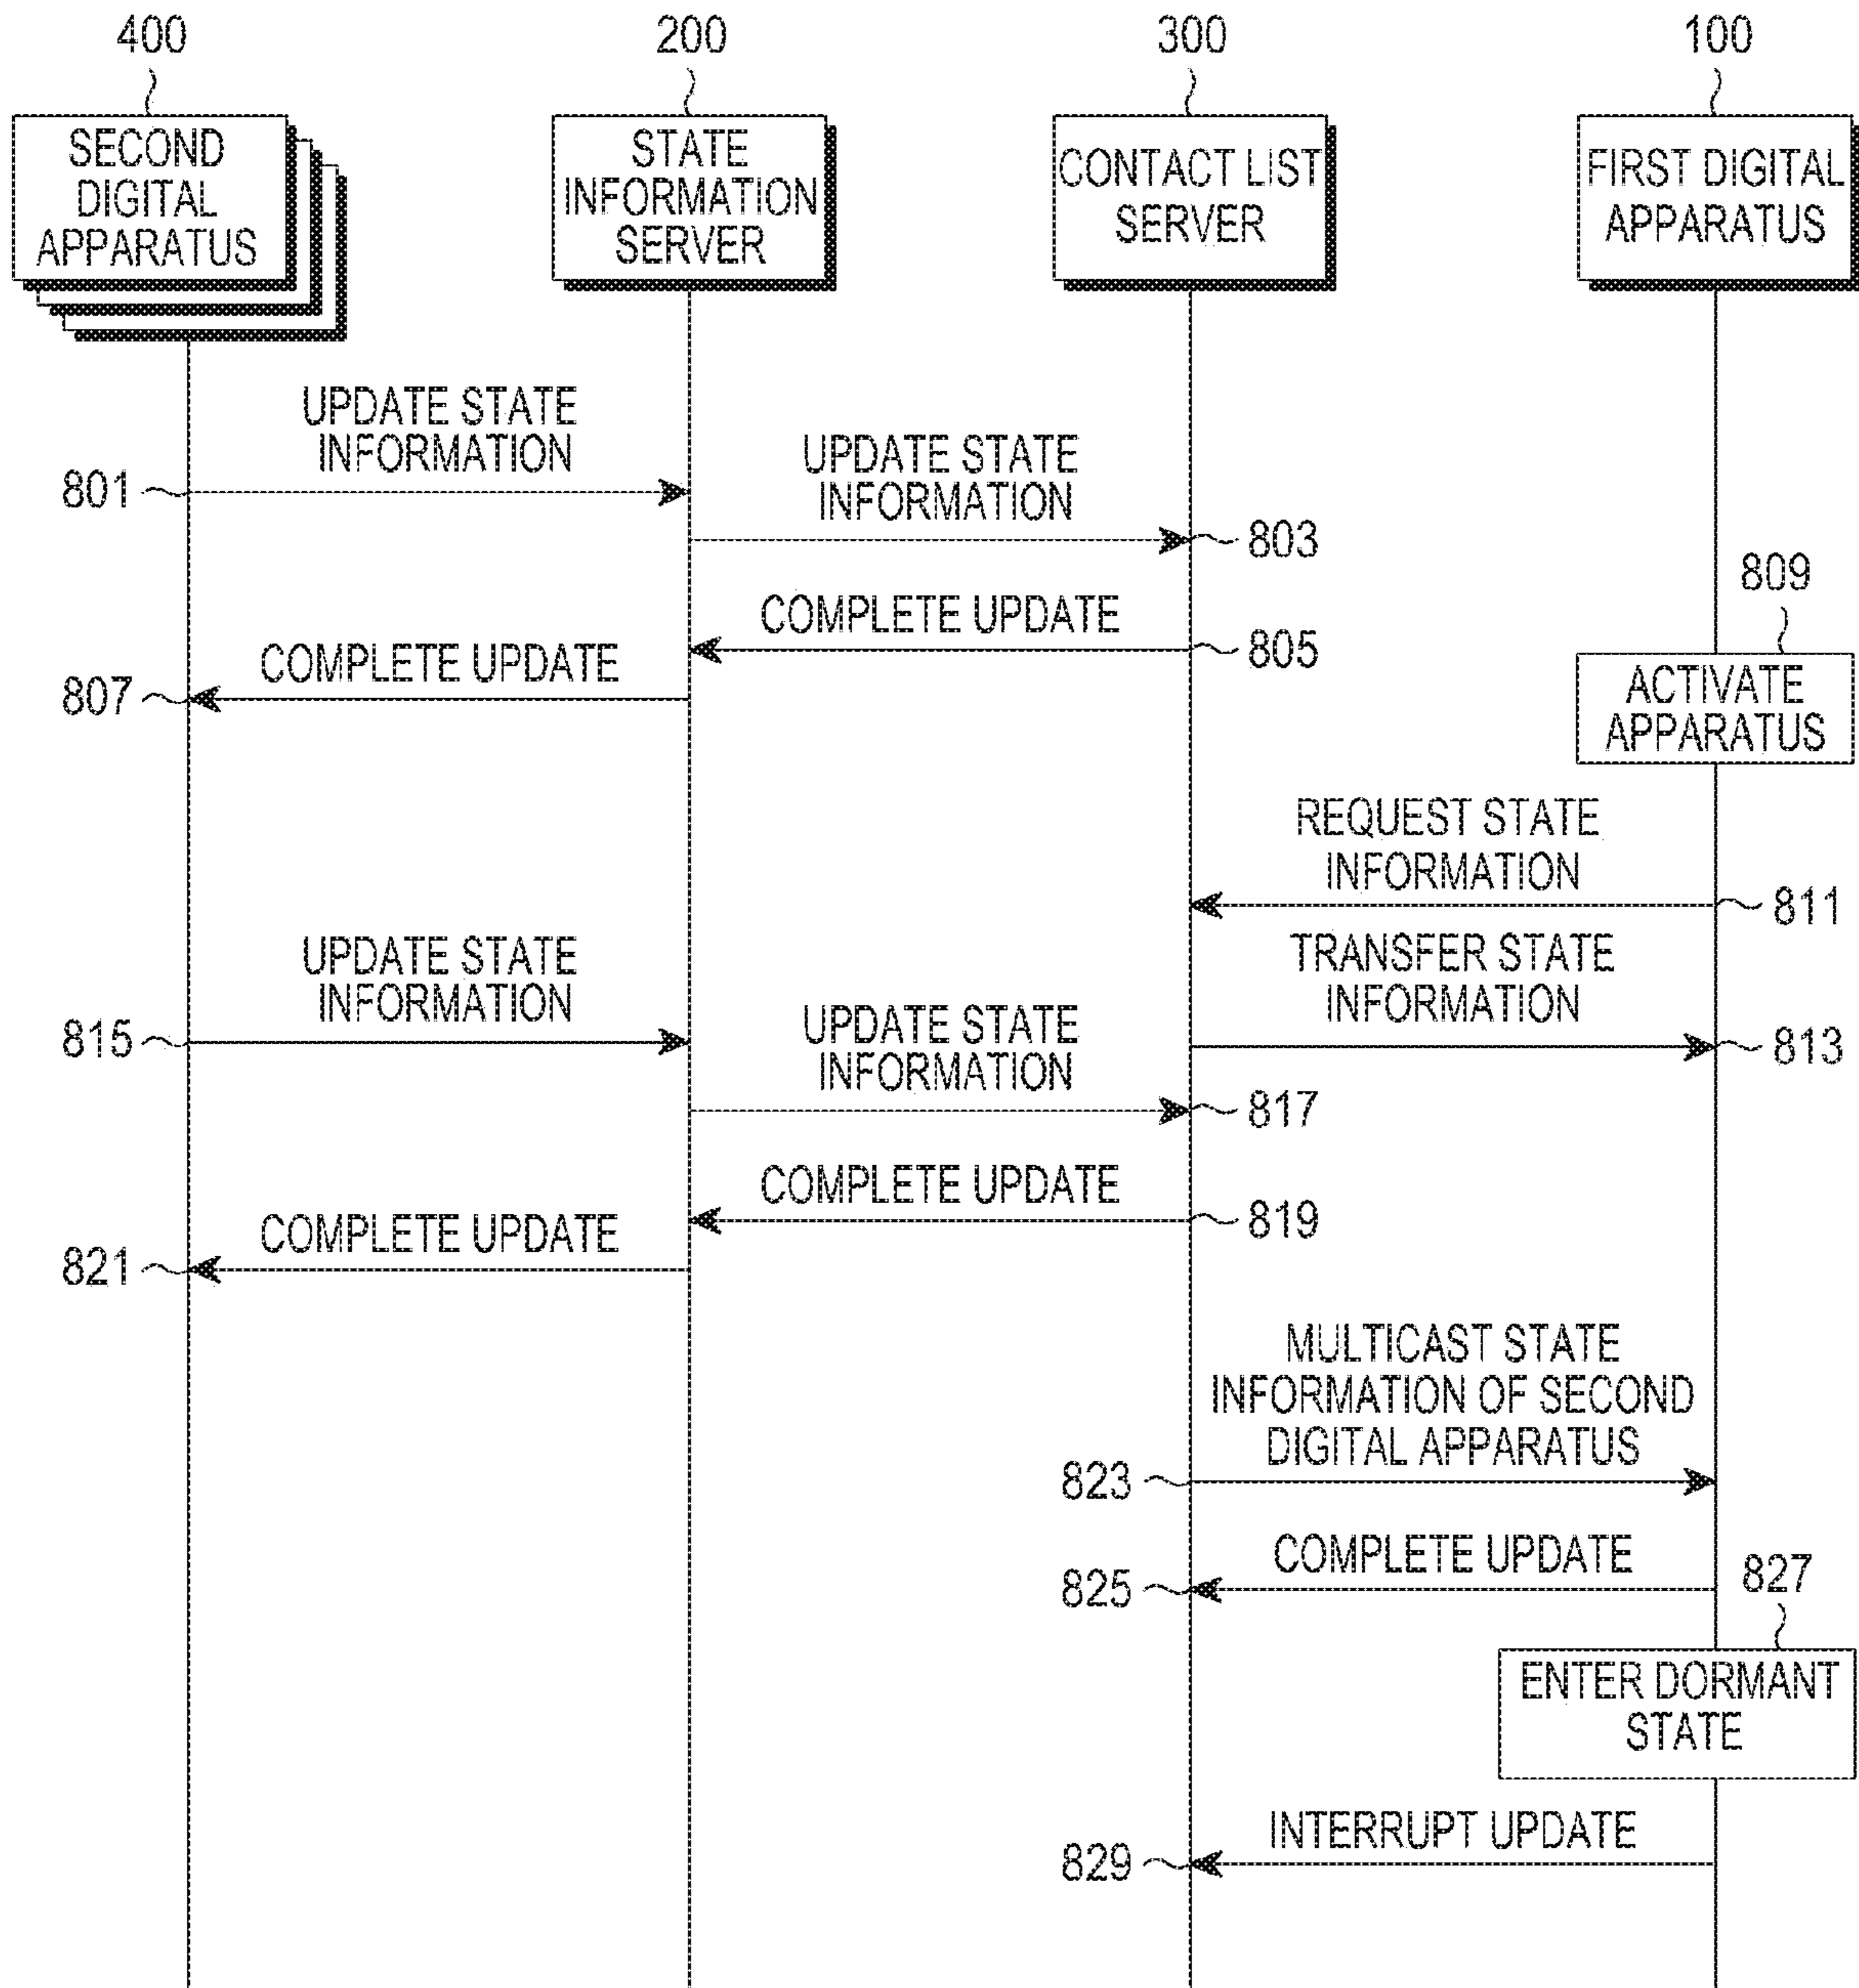 400
200
300
100
SECOND
DIGITAL
APPARATUS
STATE
INFORMATION
SERVER
CONTACT LIST
SERVER
FIRST DIGITAL
APPARATUS
UPDATE STATE
INFORMATION
801
UPDATE STATE
INFORMATION
803
COMPLETE UPDATE
805
COMPLETE UPDATE
807
809
ACTIVATE
APPARATUS
REQUEST STATE
INFORMATION
811
TRANSFER STATE
INFORMATION
813
UPDATE STATE
INFORMATION
815
UPDATE STATE
INFORMATION
817
COMPLETE UPDATE
819
COMPLETE UPDATE
821
MULTICAST STATE
INFORMATION OF SECOND
DIGITAL APPARATUS
823
COMPLETE UPDATE
825
827
ENTER DORMANT
STATE
INTERRUPT UPDATE
829